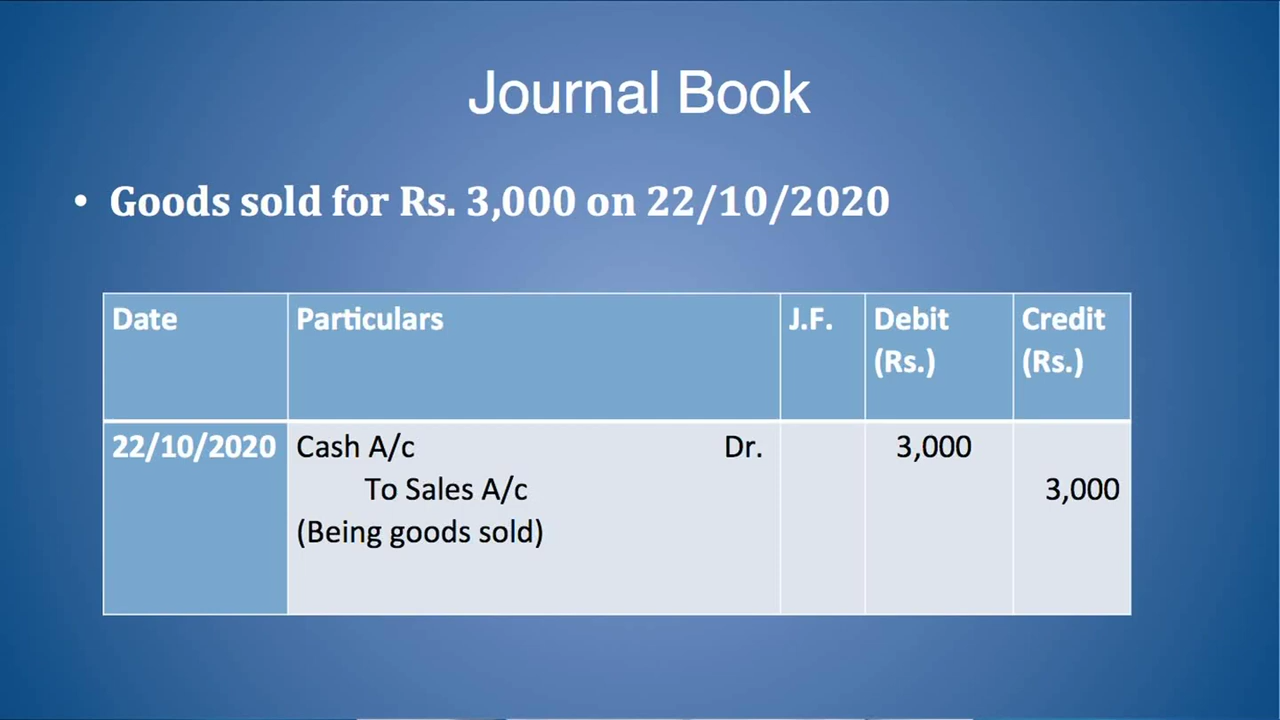 Journal Book
• Goods sold for Rs. 3,000 on 22/10/2020
Date Particulars J.F. Debit (Rs.) Credit (Rs.)
22/10/2020 Cash A/c Dr. 3,000
To Sales A/c 3,000
(Being goods sold)